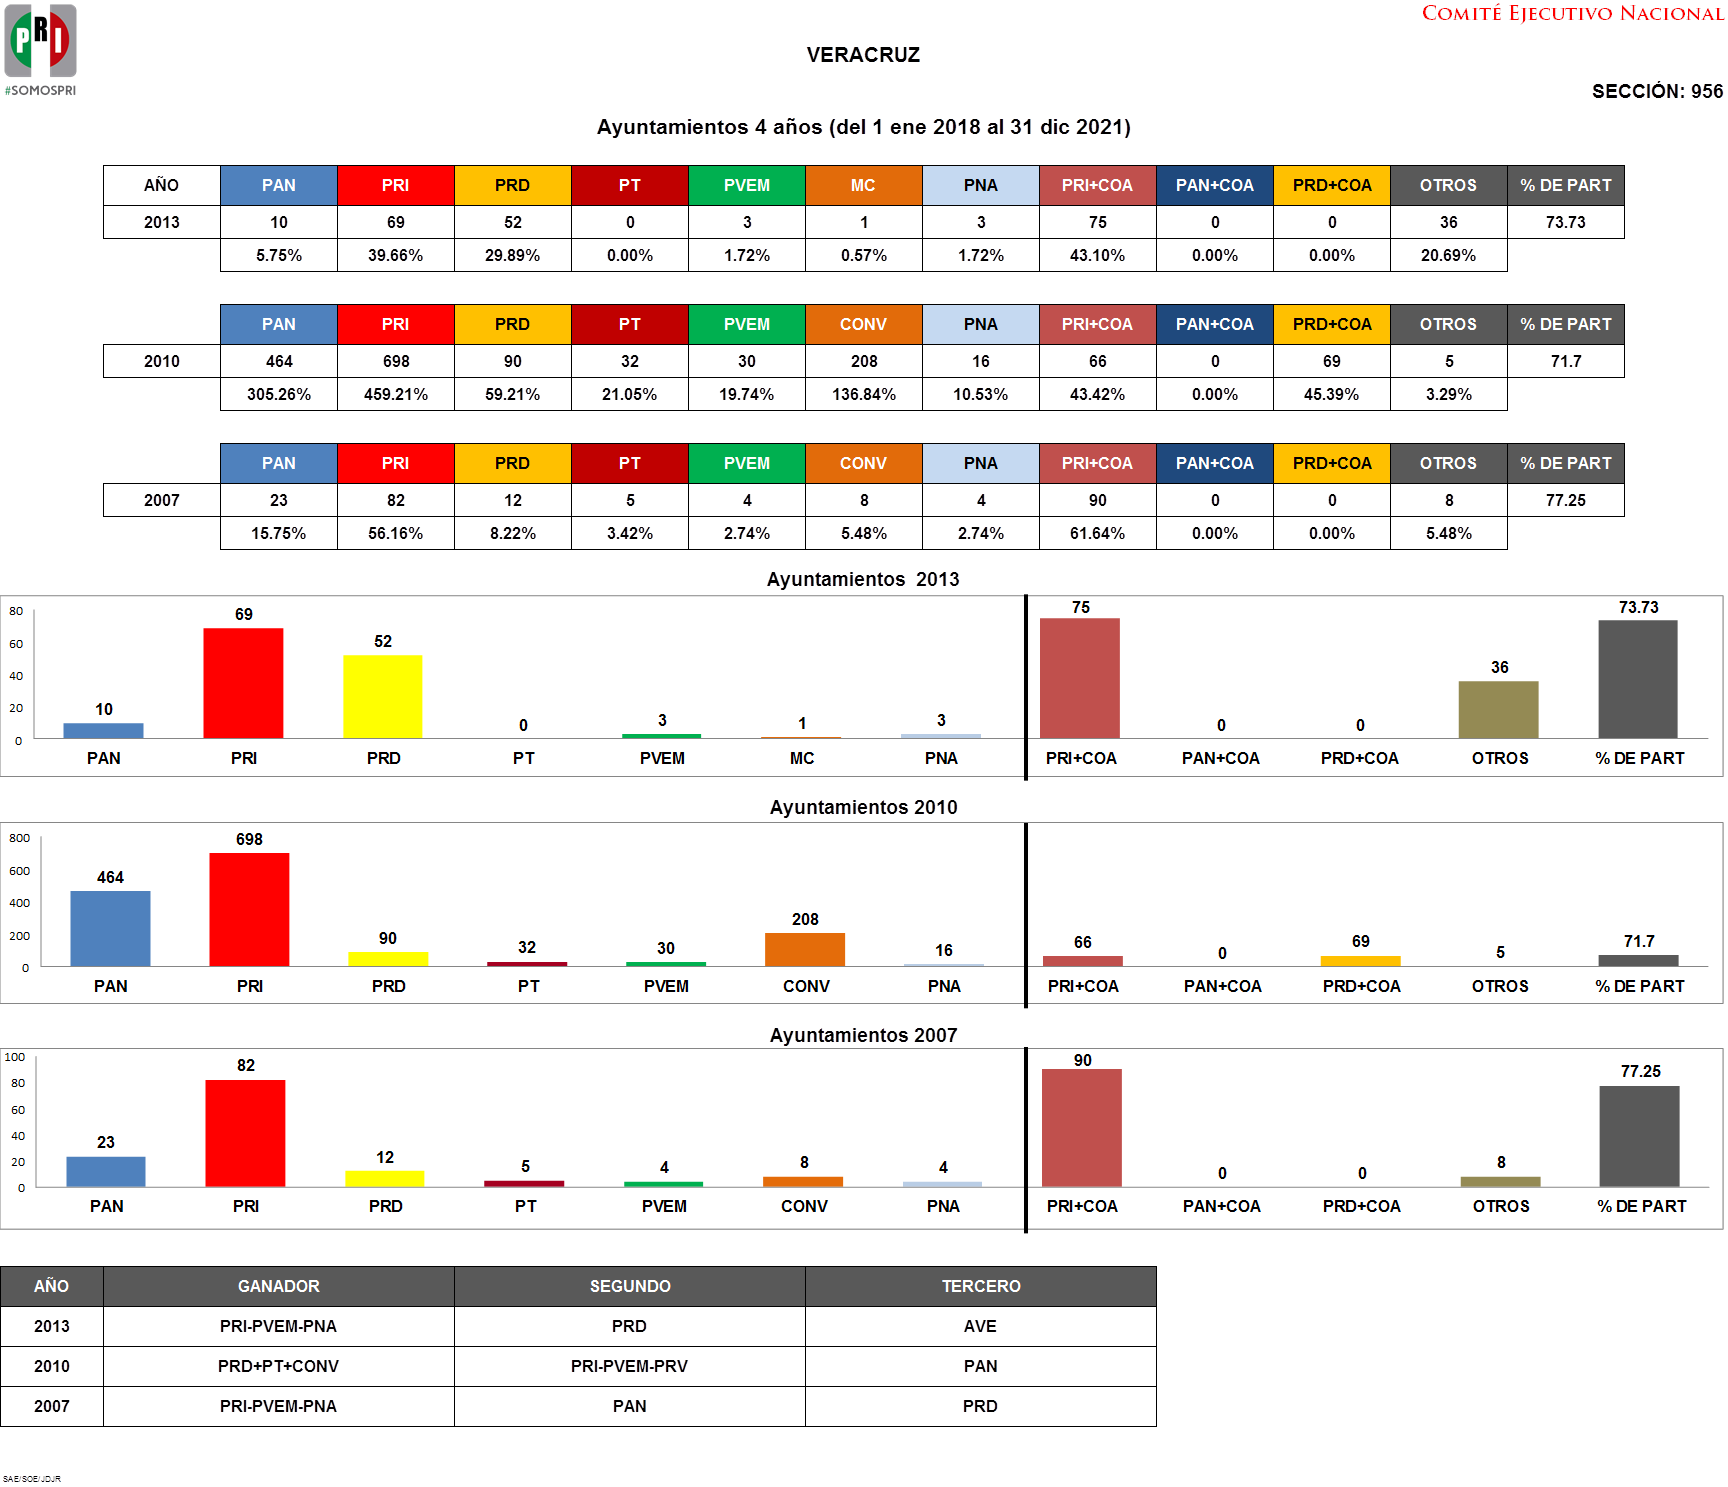 PRI
#SOMOSPRI
COMITÉ EJECUTIVO NACIONAL
VERACRUZ
SECCIÓN: 956
Ayuntamientos 4 años (del 1 ene 2018 al 31 dic 2021)
AÑO PAN PRI PRD PT PVEM MC PNA PRI+COA PAN+COA PRD+COA OTROS % DE PART
2013 10 69 52 0 3 1 3 75 0 0 36 73.73
5.75% 39.66% 29.89% 0.00% 1.72% 0.57% 1.72% 43.10% 0.00% 0.00% 20.69%
PAN PRI PRD PT PVEM CONV PNA PRI+COA PAN+COA PRD+COA OTROS % DE PART
2010 464 698 90 32 30 208 16 66 0 69 5 71.7
305.26% 459.21% 59.21% 21.05% 19.74% 136.84% 10.53% 43.42% 0.00% 45.39% 3.29%
PAN PRI PRD PT PVEM CONV PNA PRI+COA PAN+COA PRD+COA OTROS % DE PART
2007 23 82 12 5 4 8 4 90 0 0 8 77.25
15.75% 56.16% 8.22% 3.42% 2.74% 5.48% 2.74% 61.64% 0.00% 0.00% 5.48%
Ayuntamientos 2013
80
60
40
20
0
10 69 52 0 3 1 3 75 0 0 36 73.73
PAN PRI PRD PT PVEM MC PNA PRI+COA PAN+COA PRD+COA OTROS % DE PART
Ayuntamientos 2010
800
600
400
200
0
464 698 90 32 30 208 16 66 0 69 5 71.7
PAN PRI PRD PT PVEM CONV PNA PRI+COA PAN+COA PRD+COA OTROS % DE PART
Ayuntamientos 2007
100
80
60
40
20
0
23 82 12 5 4 8 4 90 0 0 8 77.25
PAN PRI PRD PT PVEM CONV PNA PRI+COA PAN+COA PRD+COA OTROS % DE PART
AÑO GANADOR SEGUNDO TERCERO
2013 PRI-PVEM-PNA PRD AVE
2010 PRD+PT+CONV PRI-PVEM-PRV PAN
2007 PRI-PVEM-PNA PAN PRD
SAE/SOE/JDJR